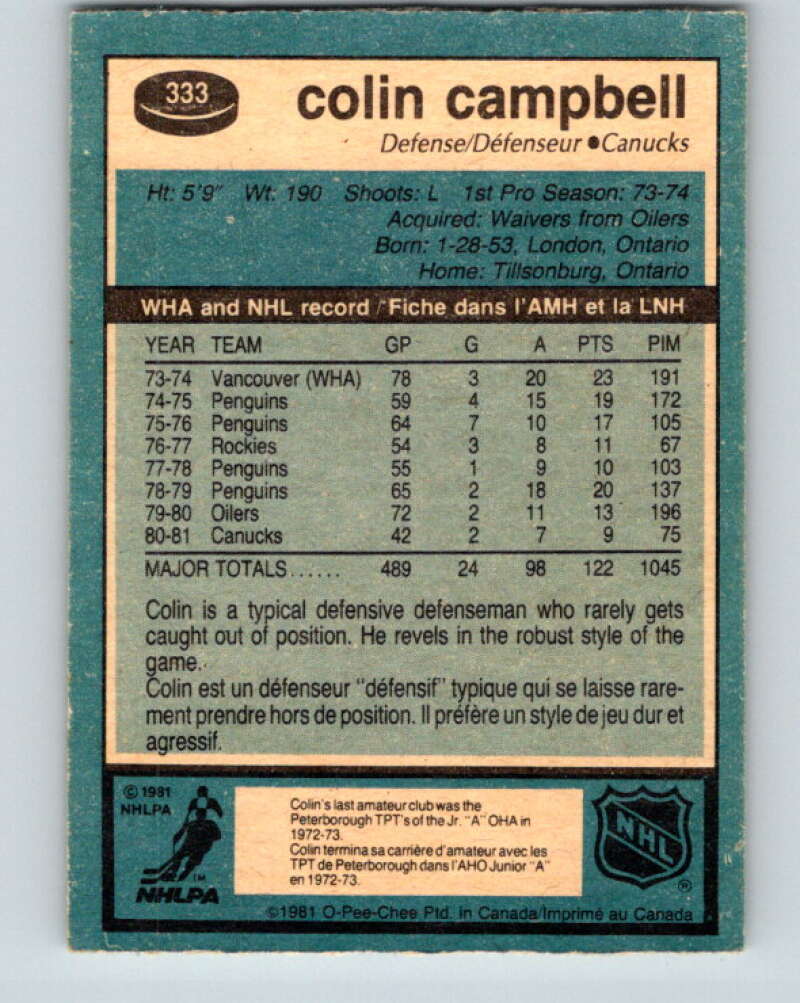 333
colin campbell
Defense/Défenseur ●Canucks
Ht: 5'9" Wt: 190 Shoots: L 1st Pro Season: 73-74
Acquired: Waivers from Oilers
Born: 1-28-53, London, Ontario
Home: Tillsonburg, Ontario
WHA and NHL record / Fiche dans l'AMH et la LNH
YEAR TEAM GP G A PTS PIM
73-74 Vancouver (WHA) 78 3 20 23 191
74-75 Penguins 59 4 15 19 172
75-76 Penguins 64 7 10 17 105
76-77 Rockies 54 3 8 11 67
77-78 Penguins 55 1 9 10 103
78-79 Penguins 65 2 18 20 137
79-80 Oilers 72 2 11 13 196
80-81 Canucks 42 2 7 9 75
MAJOR TOTALS...... 489 24 98 122 1045
Colin is a typical defensive defenseman who rarely gets
caught out of position. He revels in the robust style of the
game.
Colin est un défenseur "défensif" typique qui se laisse rare-
ment prendre hors de position. Il préfère un style de jeu dur et
agressif.
© 1981
NHLPA
TM
NHLPA
Colin's last amateur club was the
Peterborough TPT's of the Jr. "A" OHA in
1972-73.
Colin termina sa carrière d'amateur avec les
TPT de Peterborough dans l'AHO Junior "A"
en 1972-73.
NHL
®
©1981 O-Pee-Chee Ptd. in Canada/Imprimé au Canada